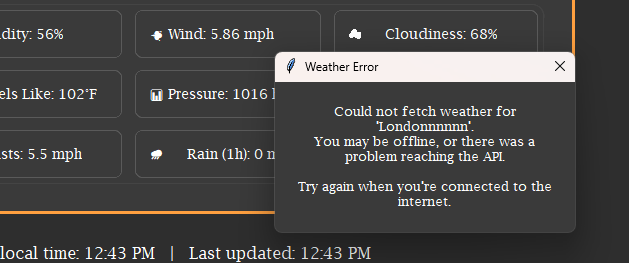 dity: 56%
Wind: 5.86 mph
Cloudiness: 68%
Weather Error
els Like: 102°F
Pressure: 1016 h
Could not fetch weather for
'Londonnnnnn'.
You may be offline, or there was a
problem reaching the API.
Try again when you're connected to the
internet.
sts: 5.5 mph
Rain (1h): 0 m
local time: 12:43 PM | Last updated: 12:43 PM